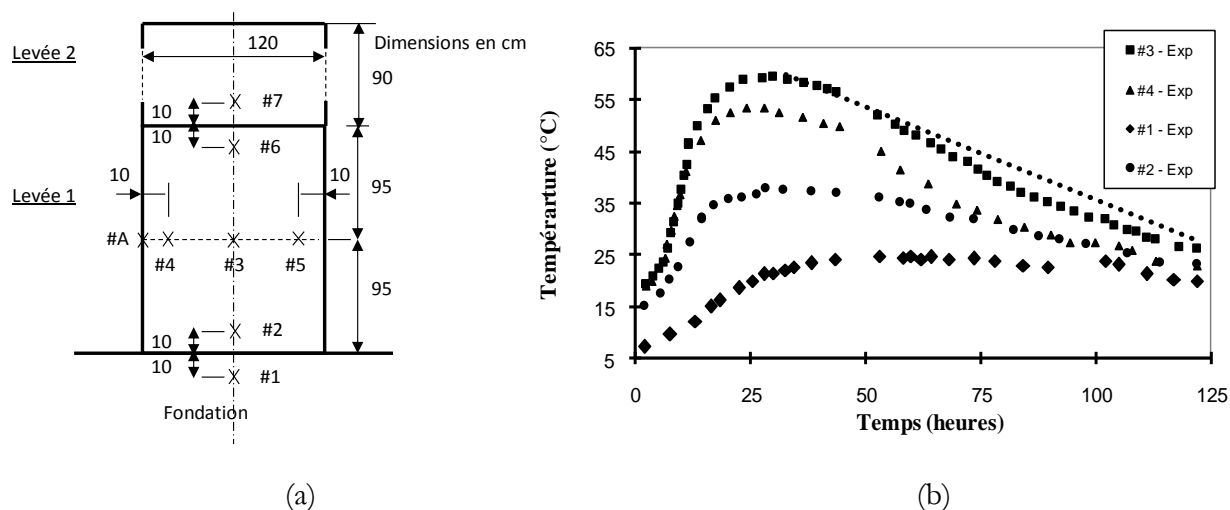 Levée 2
Dimensions en cm
120
90
10
#7
10
#6
10
10
Levée 1
95
#A
#4
#3
#5
95
10
#2
10
#1
Fondation
(a)
65
55
45
35
25
15
5
0
25
50
75
100
125
Tempérarture (°C)
Temps (heures)
#3 - Exp
#4 - Exp
#1 - Exp
#2 - Exp
(b)